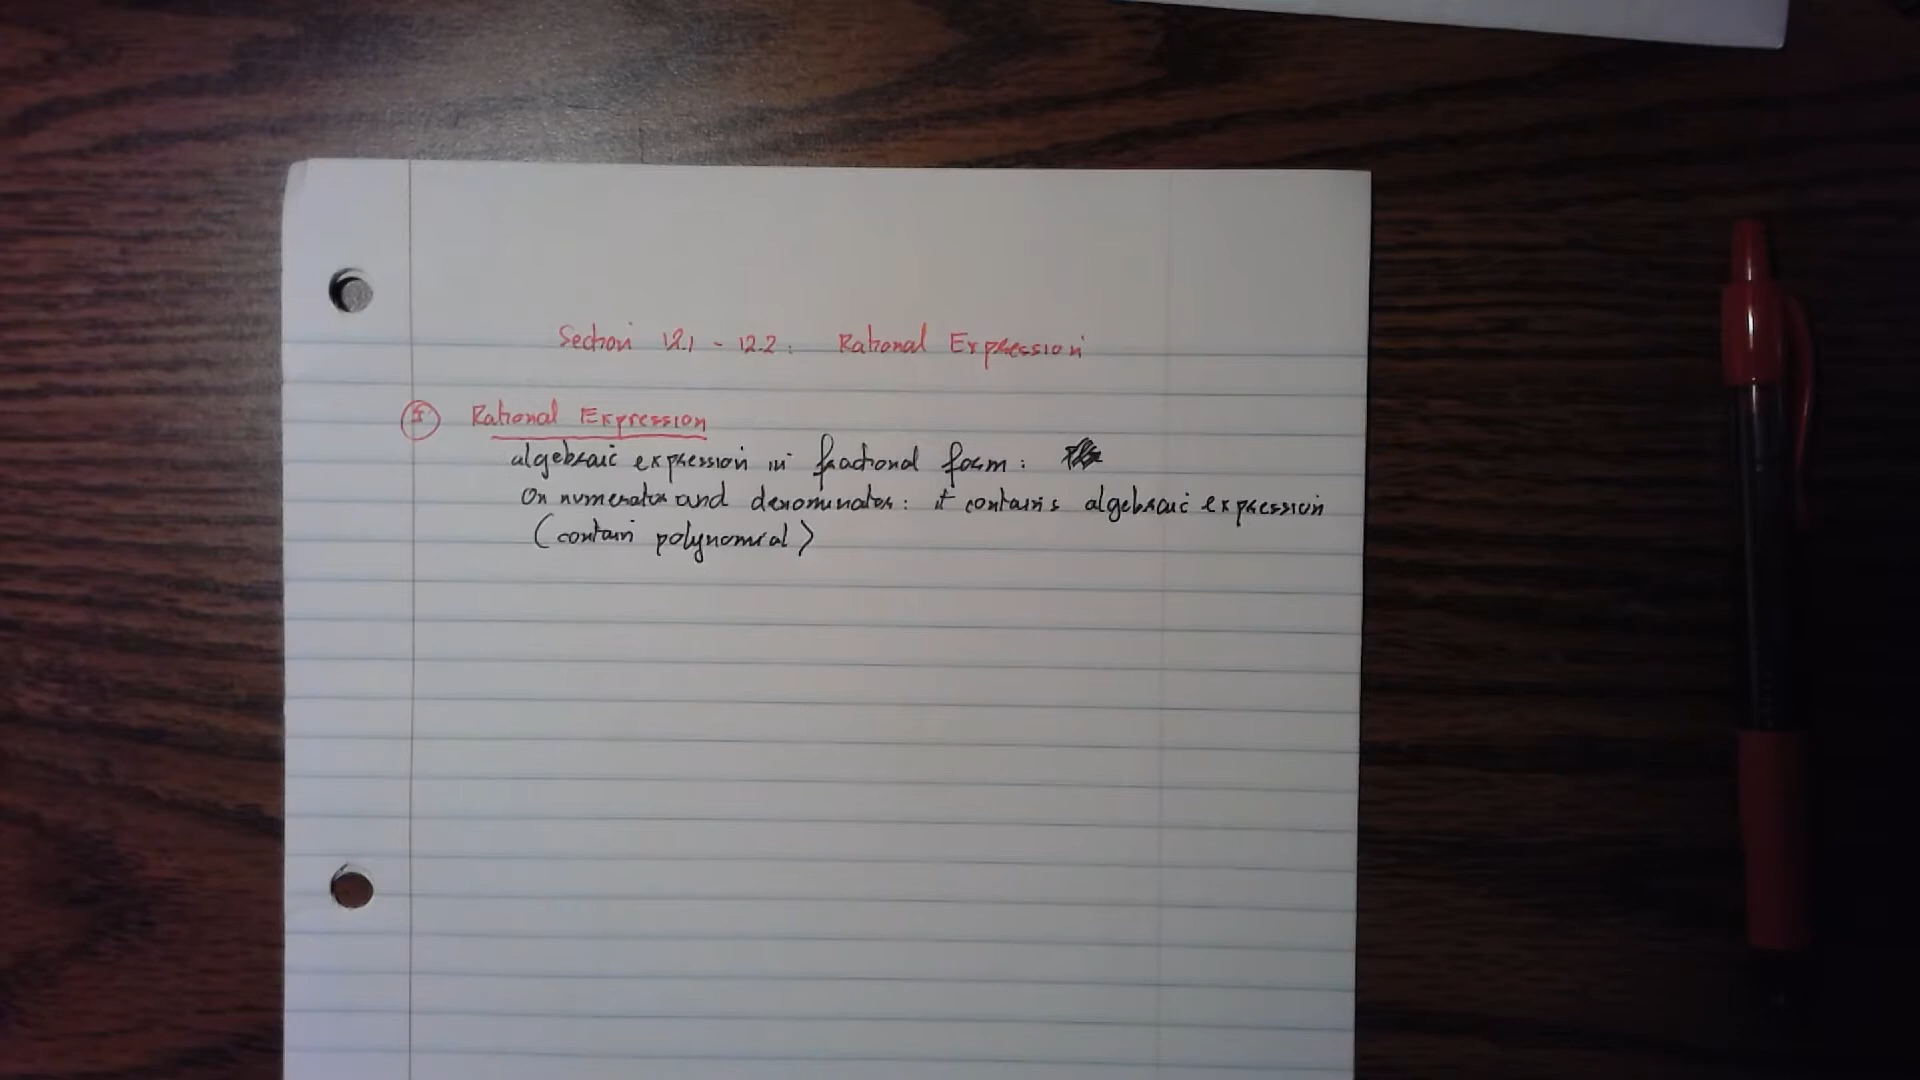 Section 12.1 - 12.2: Rational Expression
I Rational Expression
algebraic expression in fractional form:
On numerator and denominator: it contains algebraic expression
(contain polynomial)